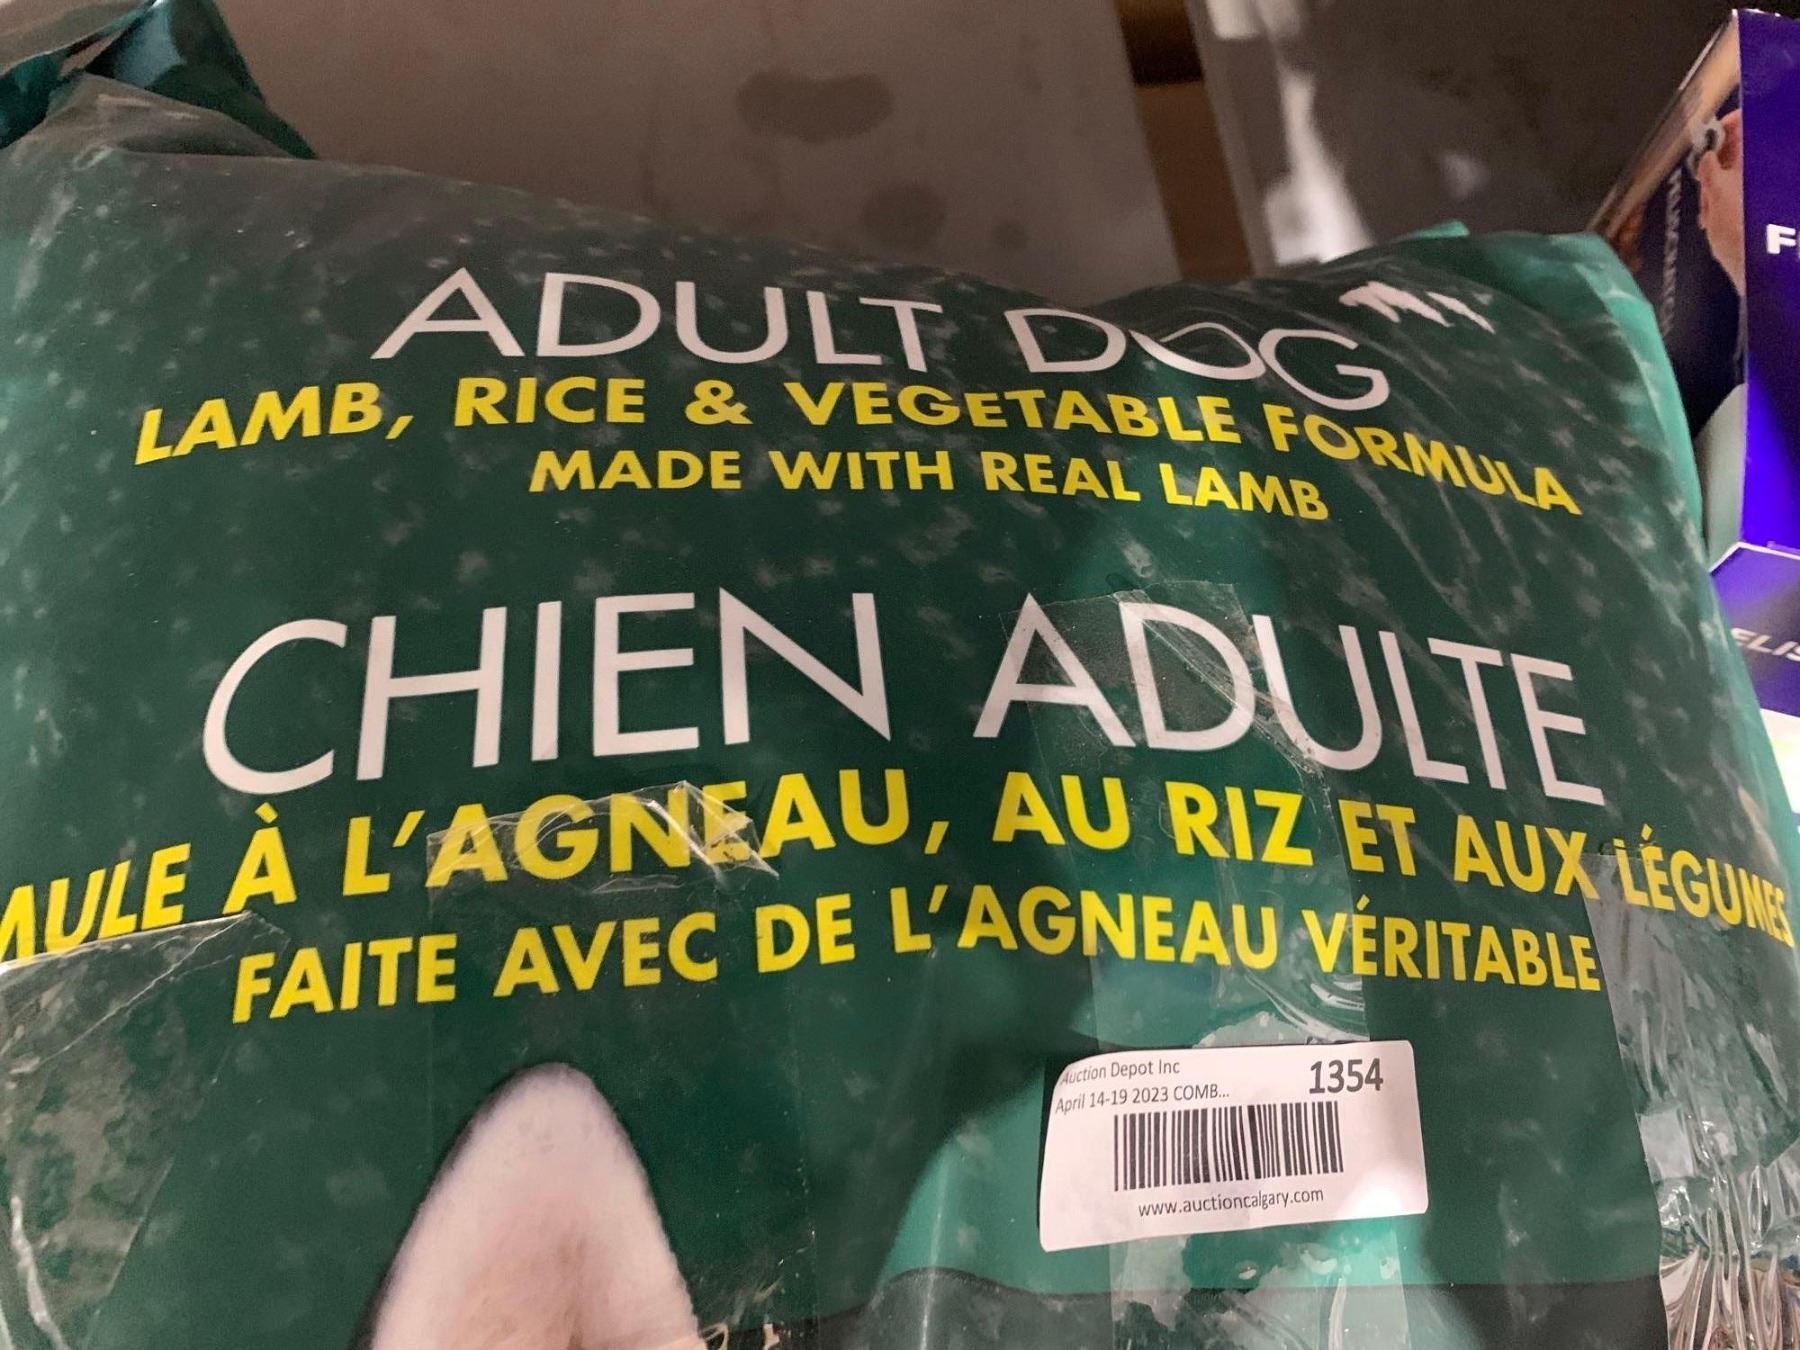 ADULT DOG
LAMB, RICE & VEGETABLE FORMULA
MADE WITH REAL LAMB
CHIEN ADULTE
MULE À L'AGNEAU, AU RIZ ET AUX LÉGUMES
FAITE AVEC DE L'AGNEAU VÉRITABLE
Auction Depot Inc
1354
April 14-19 2023 COMB...
www.auctioncalgary.com